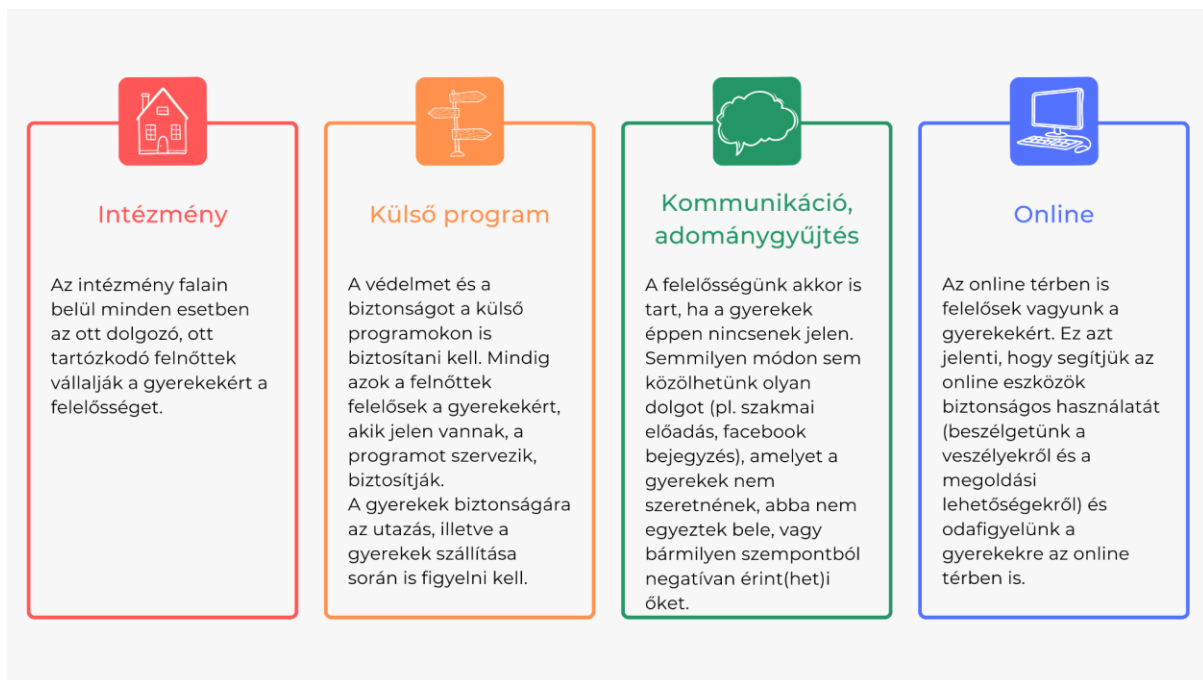 Intézmény
Az intézmény falain
belül minden esetben
az ott dolgozó, ott
tartózkodó felnőttek
vállalják a gyerekekért a
felelősséget.
Külső program
A védelmet és a
biztonságot a külső
programokon is
biztosítani kell. Mindig
azok a felnőttek
felelősek a gyerekekért,
akik jelen vannak, a
programot szervezik,
biztosítják.
A gyerekek biztonságára
az utazás, illetve a
gyerekek szállítása
során is figyelni kell.
Kommunikáció,
adománygyűjtés
A felelősségünk akkor is
tart, ha a gyerekek
éppen nincsenek jelen.
Semmilyen módon sem
közölhetünk olyan
dolgot (pl. szakmai
előadás, facebook
bejegyzés), amelyet a
gyerekek nem
szeretnének, abba nem
egyeztek bele, vagy
bármilyen szempontból
negatívan érint(het)i
őket.
Online
Az online térben is
felelősek vagyunk a
gyerekekért. Ez azt
jelenti, hogy segítjük az
online eszközök
biztonságos használatát
(beszélgetünk a
veszélyekről és a
megoldási
lehetőségekről) és
odafigyelünk a
gyerekekre az online
térben is.